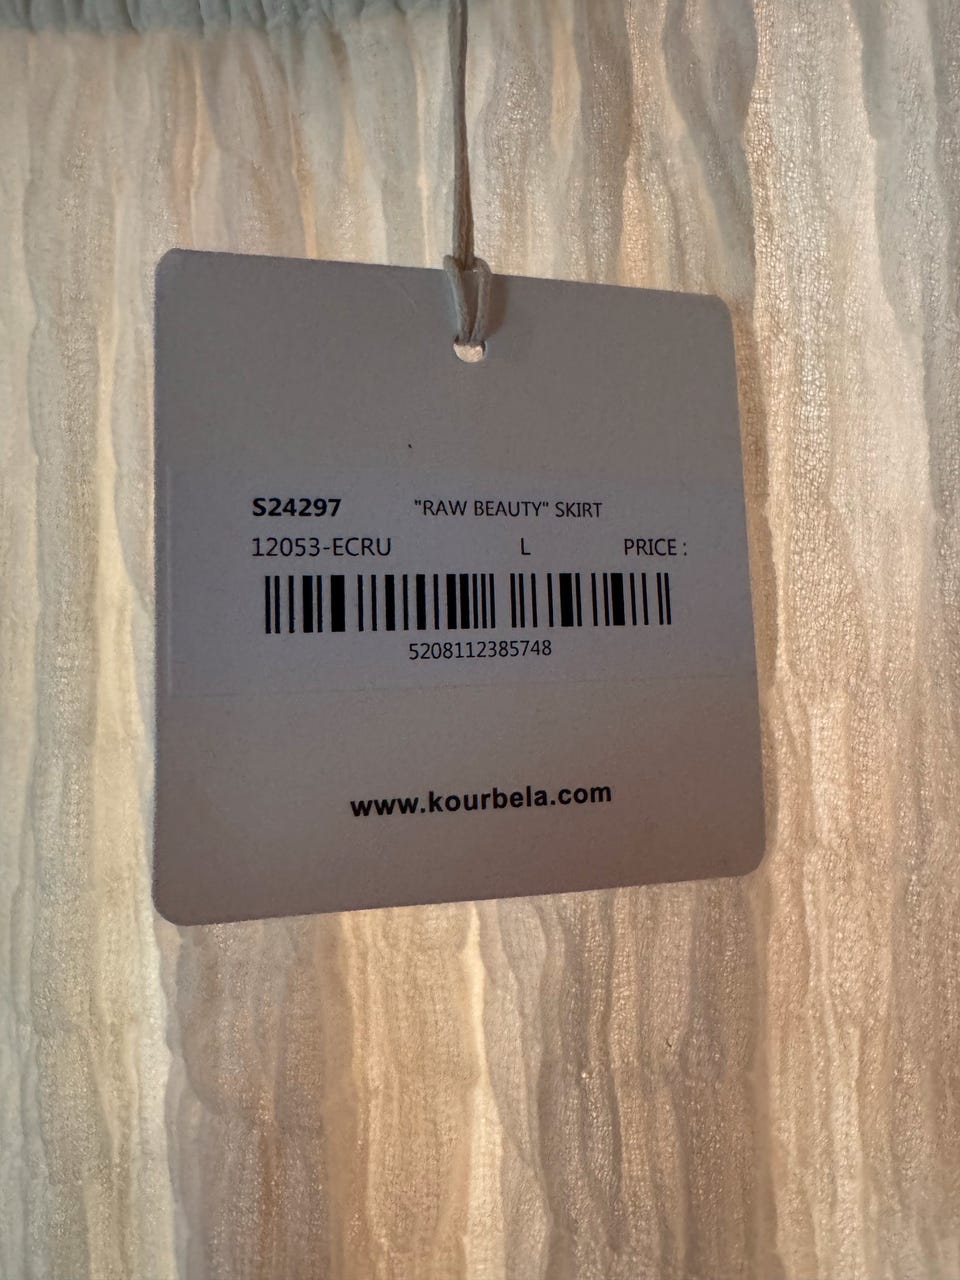 S24297 "RAW BEAUTY" SKIRT
12053-ECRU L PRICE :
5208112385748
www.kourbela.com